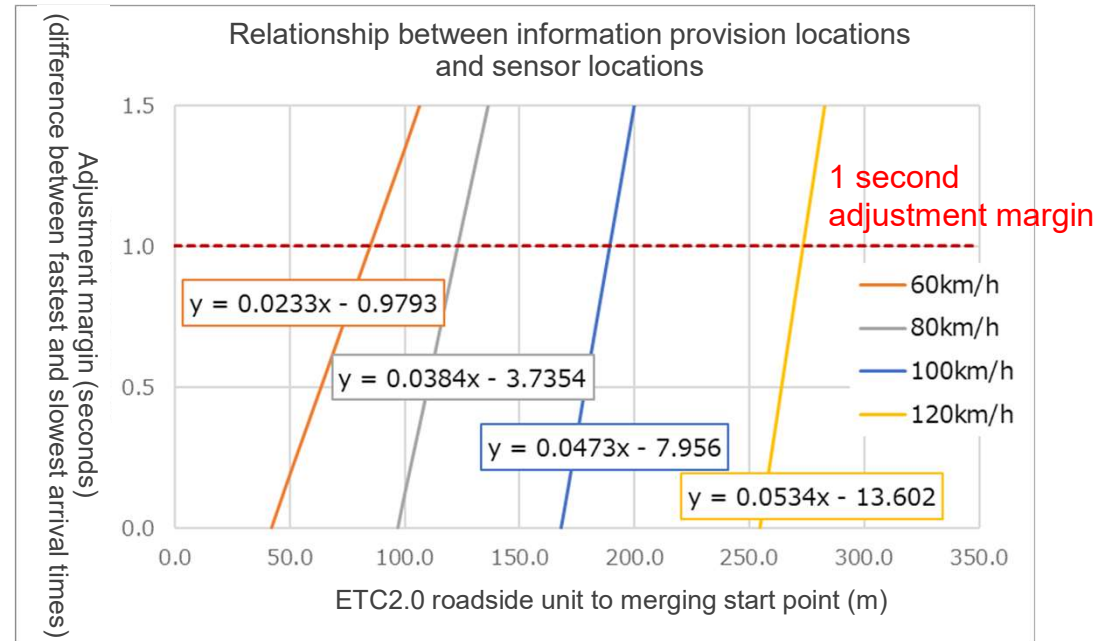 Relationship between information provision locations
and sensor locations
Adjustment margin (seconds)
(difference between fastest and slowest arrival times)
1.5
1.0
0.5
0.0
1 second
adjustment margin
y = 0.0233x - 0.9793
y = 0.0384x - 3.7354
y = 0.0473x - 7.956
y = 0.0534x - 13.602
60km/h
80km/h
100km/h
120km/h
0.0 50.0 100.0 150.0 200.0 250.0 300.0 350.0
ETC2.0 roadside unit to merging start point (m)